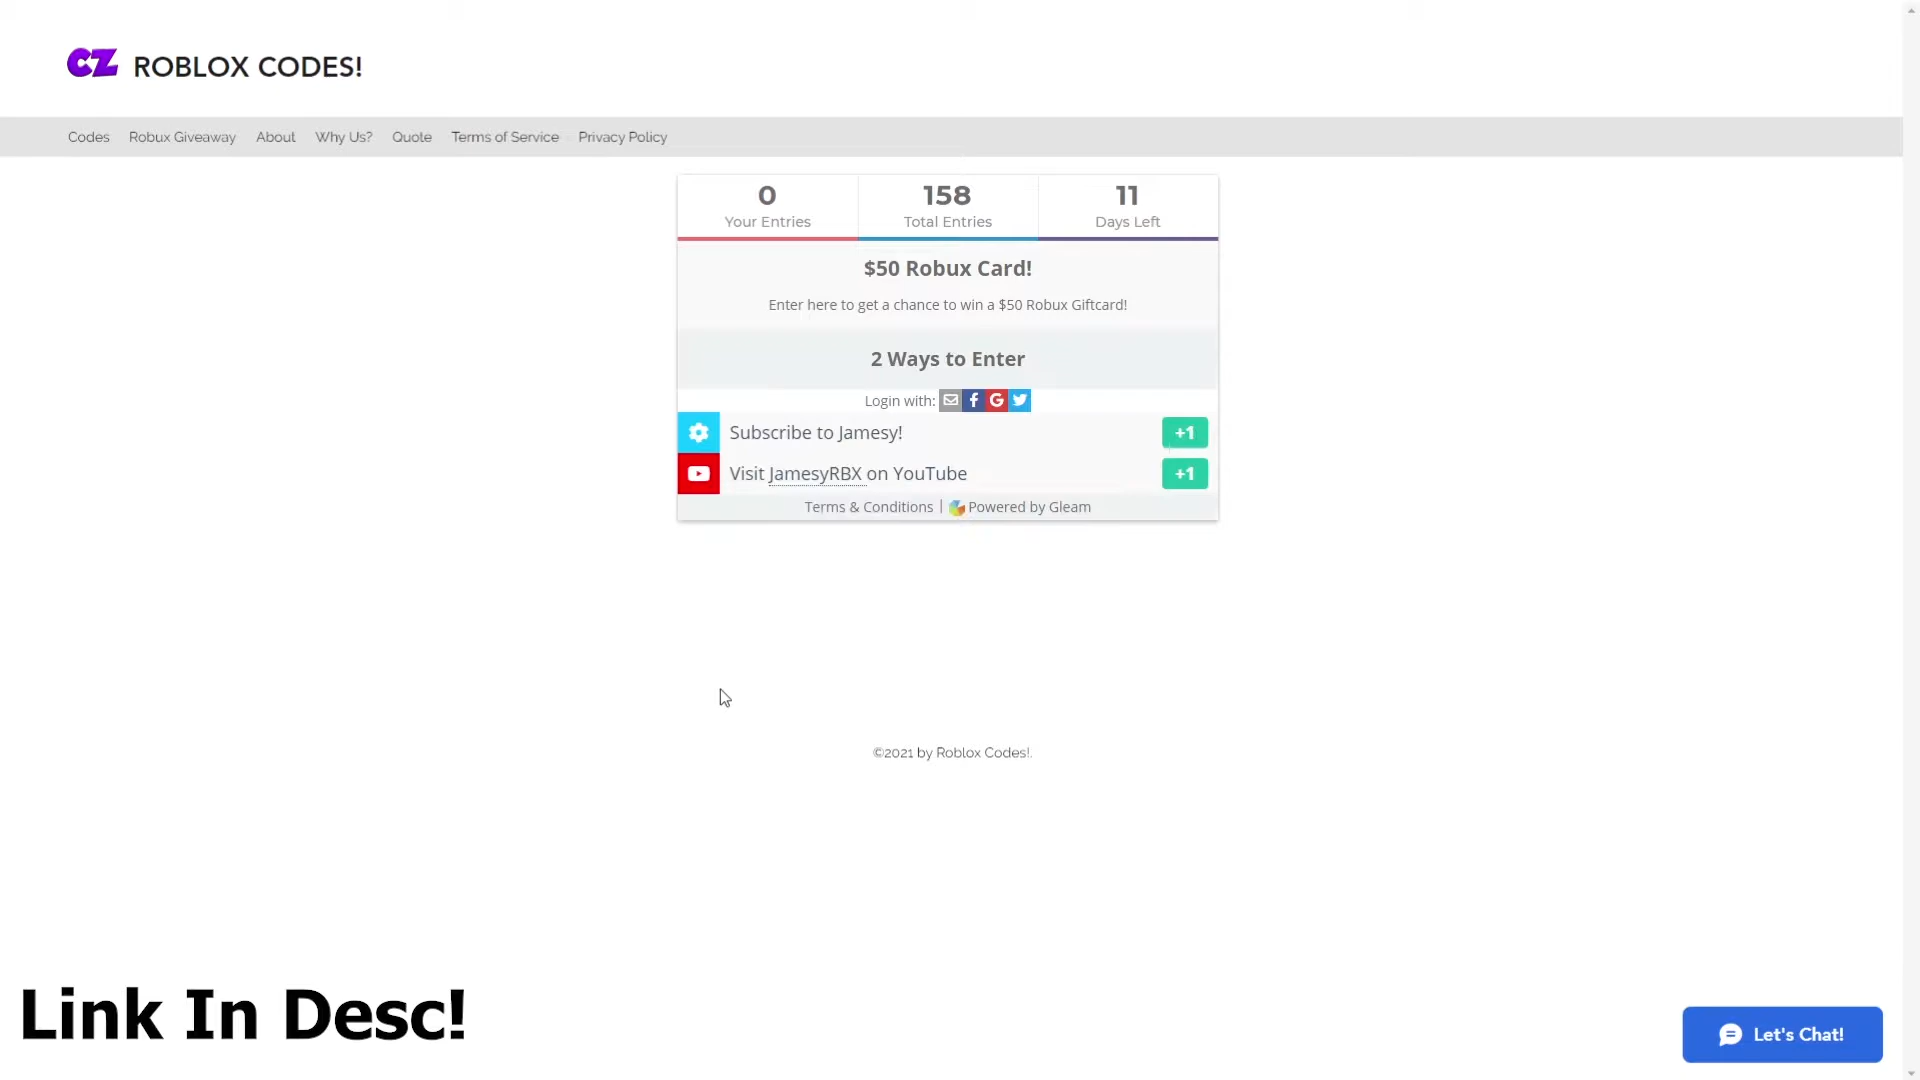 CZ ROBLOX CODES!
Codes Robux Giveaway About Why Us? Quote Terms of Service Privacy Policy
0 158 11
Your Entries Total Entries Days Left
$50 Robux Card!
Enter here to get a chance to win a $50 Robux Giftcard!
2 Ways to Enter
Login with:
Subscribe to Jamesy! +1
Visit JamesyRBX on YouTube +1
Terms & Conditions | Powered by Gleam
©2021 by Roblox Codes!.
Link In Desc!
Let's Chat!